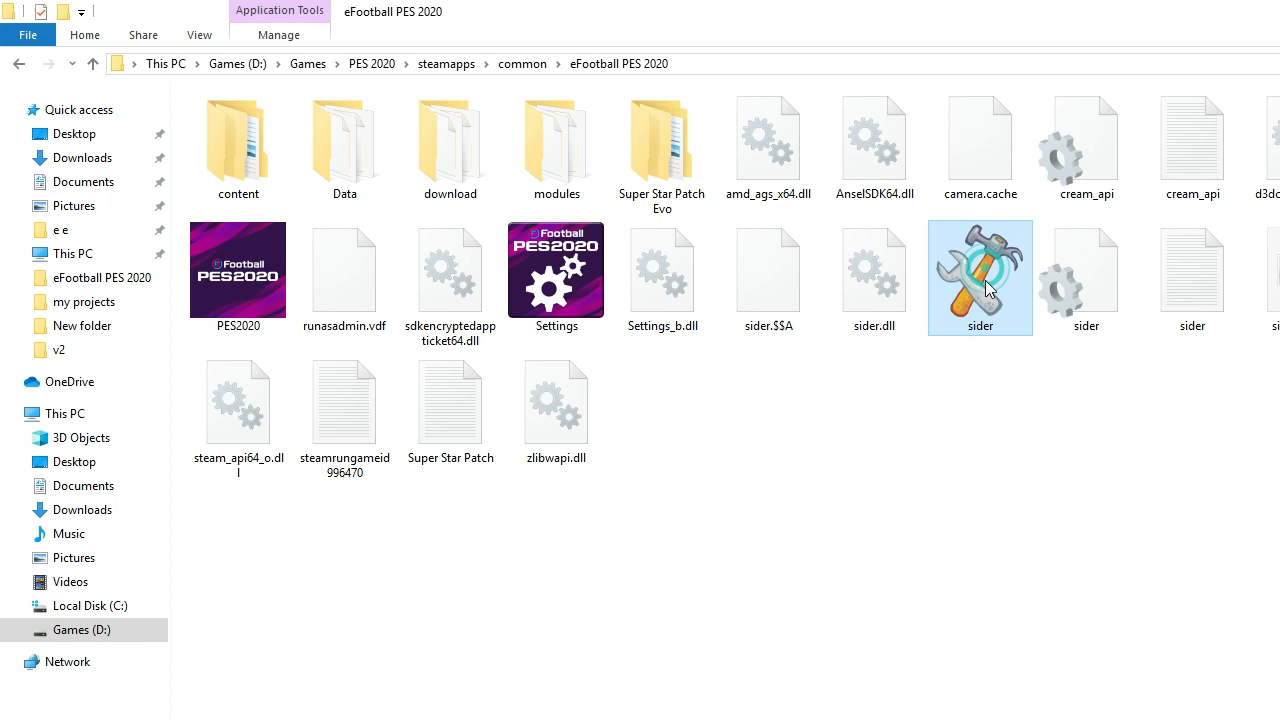 Application Tools
eFootball PES 2020
File
Home
Share
View
Manage
This PC
Games (D:)
Games
PES 2020
steamapps
common
eFootball PES 2020
Quick access
Desktop
Downloads
Documents
Pictures
e e
This PC
eFootball PES 2020
my projects
New folder
v2
OneDrive
This PC
3D Objects
Desktop
Documents
Downloads
Music
Pictures
Videos
Local Disk (C:)
Games (D:)
Network
content
Data
download
modules
Super Star Patch
Evo
amd_ags_x64.dll
AnselSDK64.dll
camera.cache
cream_api
cream_api
eFootball
PES2020
PES2020
runasadmin.vdf
sdkencryptedapp
ticket64.dll
eFootball
PES2020
Settings
Settings_b.dll
sider.$$A
sider.dll
sider
sider
sider
steam_api64_o.dl
l
steamrungameid
996470
Super Star Patch
zlibwapi.dll